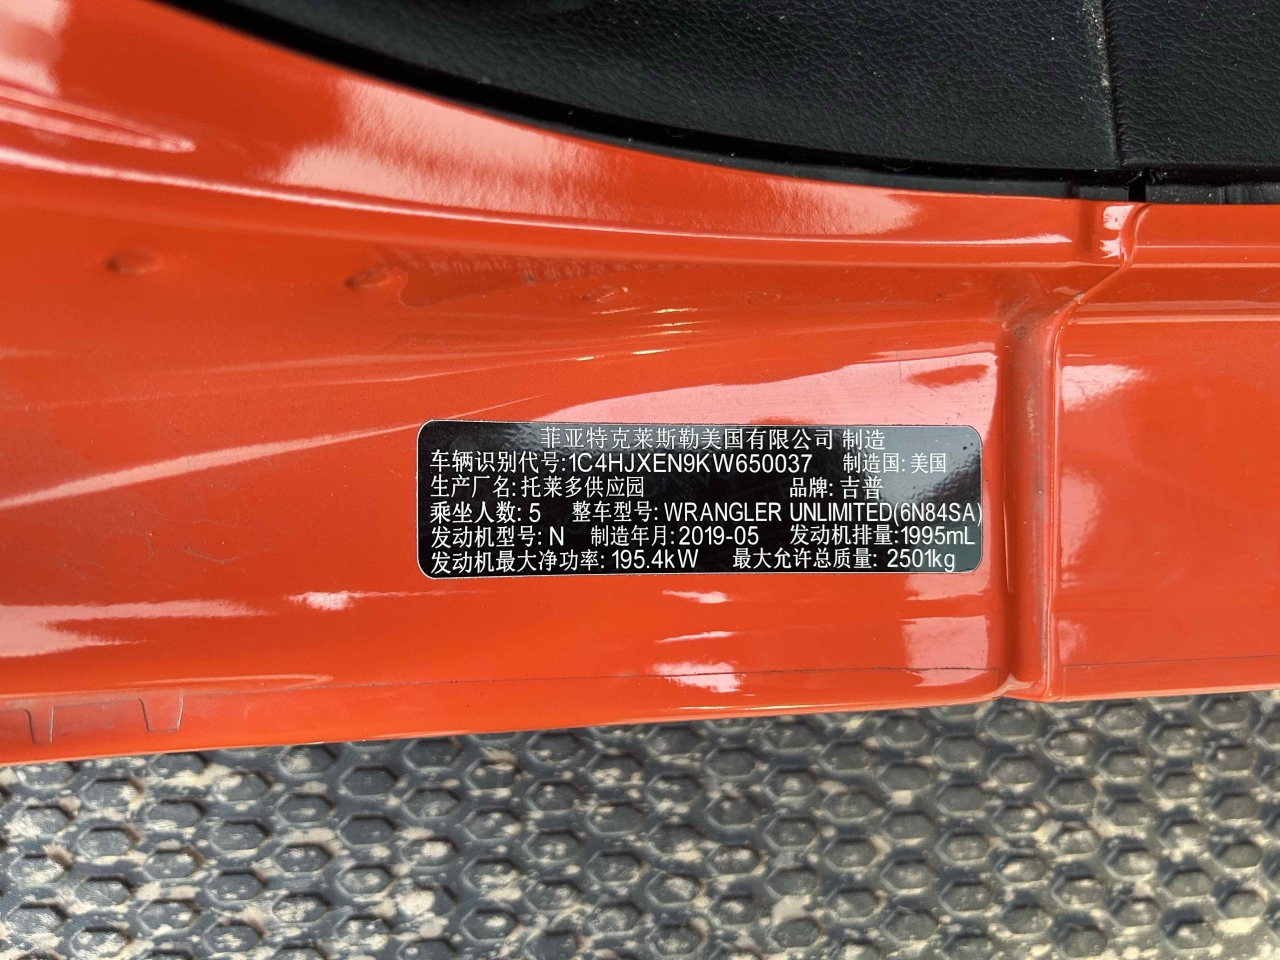 菲亚特克莱斯勒美国有限公司 制造
车辆识别代号:1C4HJXEN9KW650037 制造国:美国
生产厂名:托莱多供应园 品牌:吉普
乘坐人数:5 整车型号:WRANGLER UNLIMITED(6N84SA)
发动机型号:N 制造年月:2019-05 发动机排量:1995mL
发动机最大净功率:195.4kW 最大允许总质量:2501kg